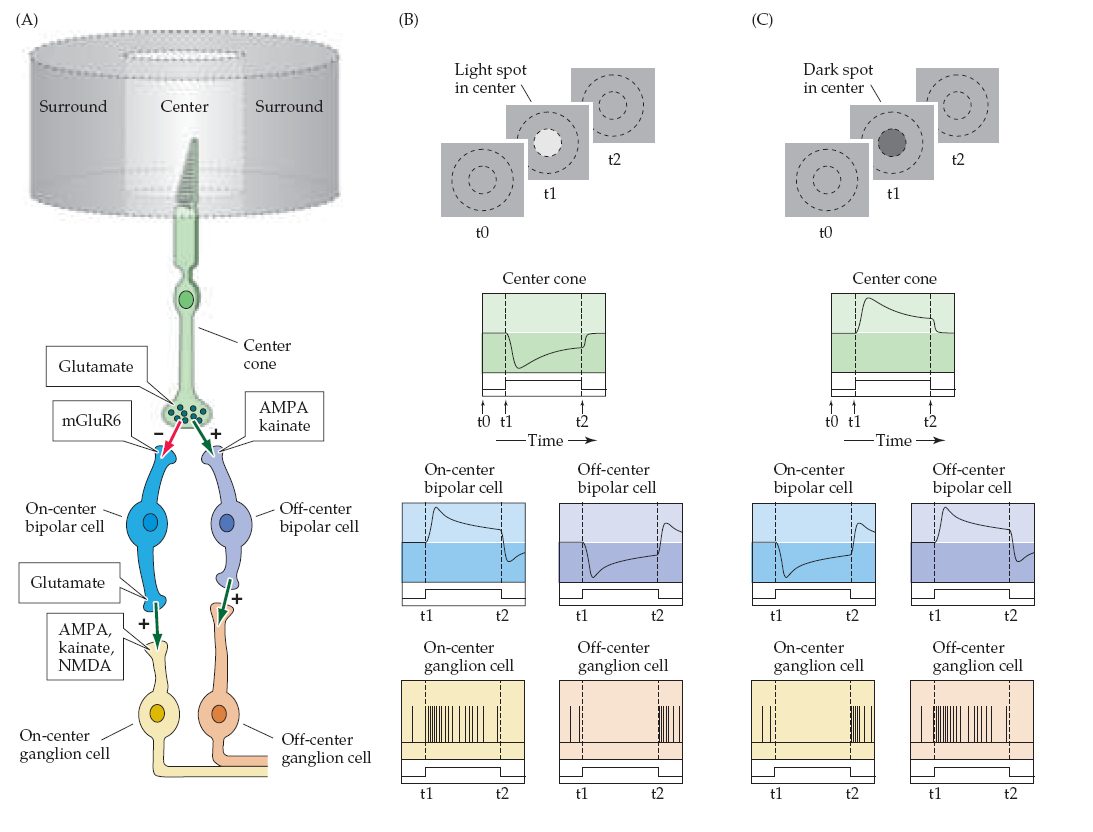 (A)
Surround
Center
Surround
Center
cone
Glutamate
mGluR6
AMPA
kainate
–
+
On-center
bipolar cell
Off-center
bipolar cell
Glutamate
+
+
AMPA,
kainate,
NMDA
On-center
ganglion cell
Off-center
ganglion cell
(B)
Light spot
in center
t2
t1
t0
Center cone
t0 t1 t2
Time
On-center
bipolar cell
t1 t2
Off-center
bipolar cell
t1 t2
On-center
ganglion cell
t1 t2
Off-center
ganglion cell
t1 t2
(C)
Dark spot
in center
t2
t1
t0
Center cone
t0 t1 t2
Time
On-center
bipolar cell
t1 t2
Off-center
bipolar cell
t1 t2
On-center
ganglion cell
t1 t2
Off-center
ganglion cell
t1 t2